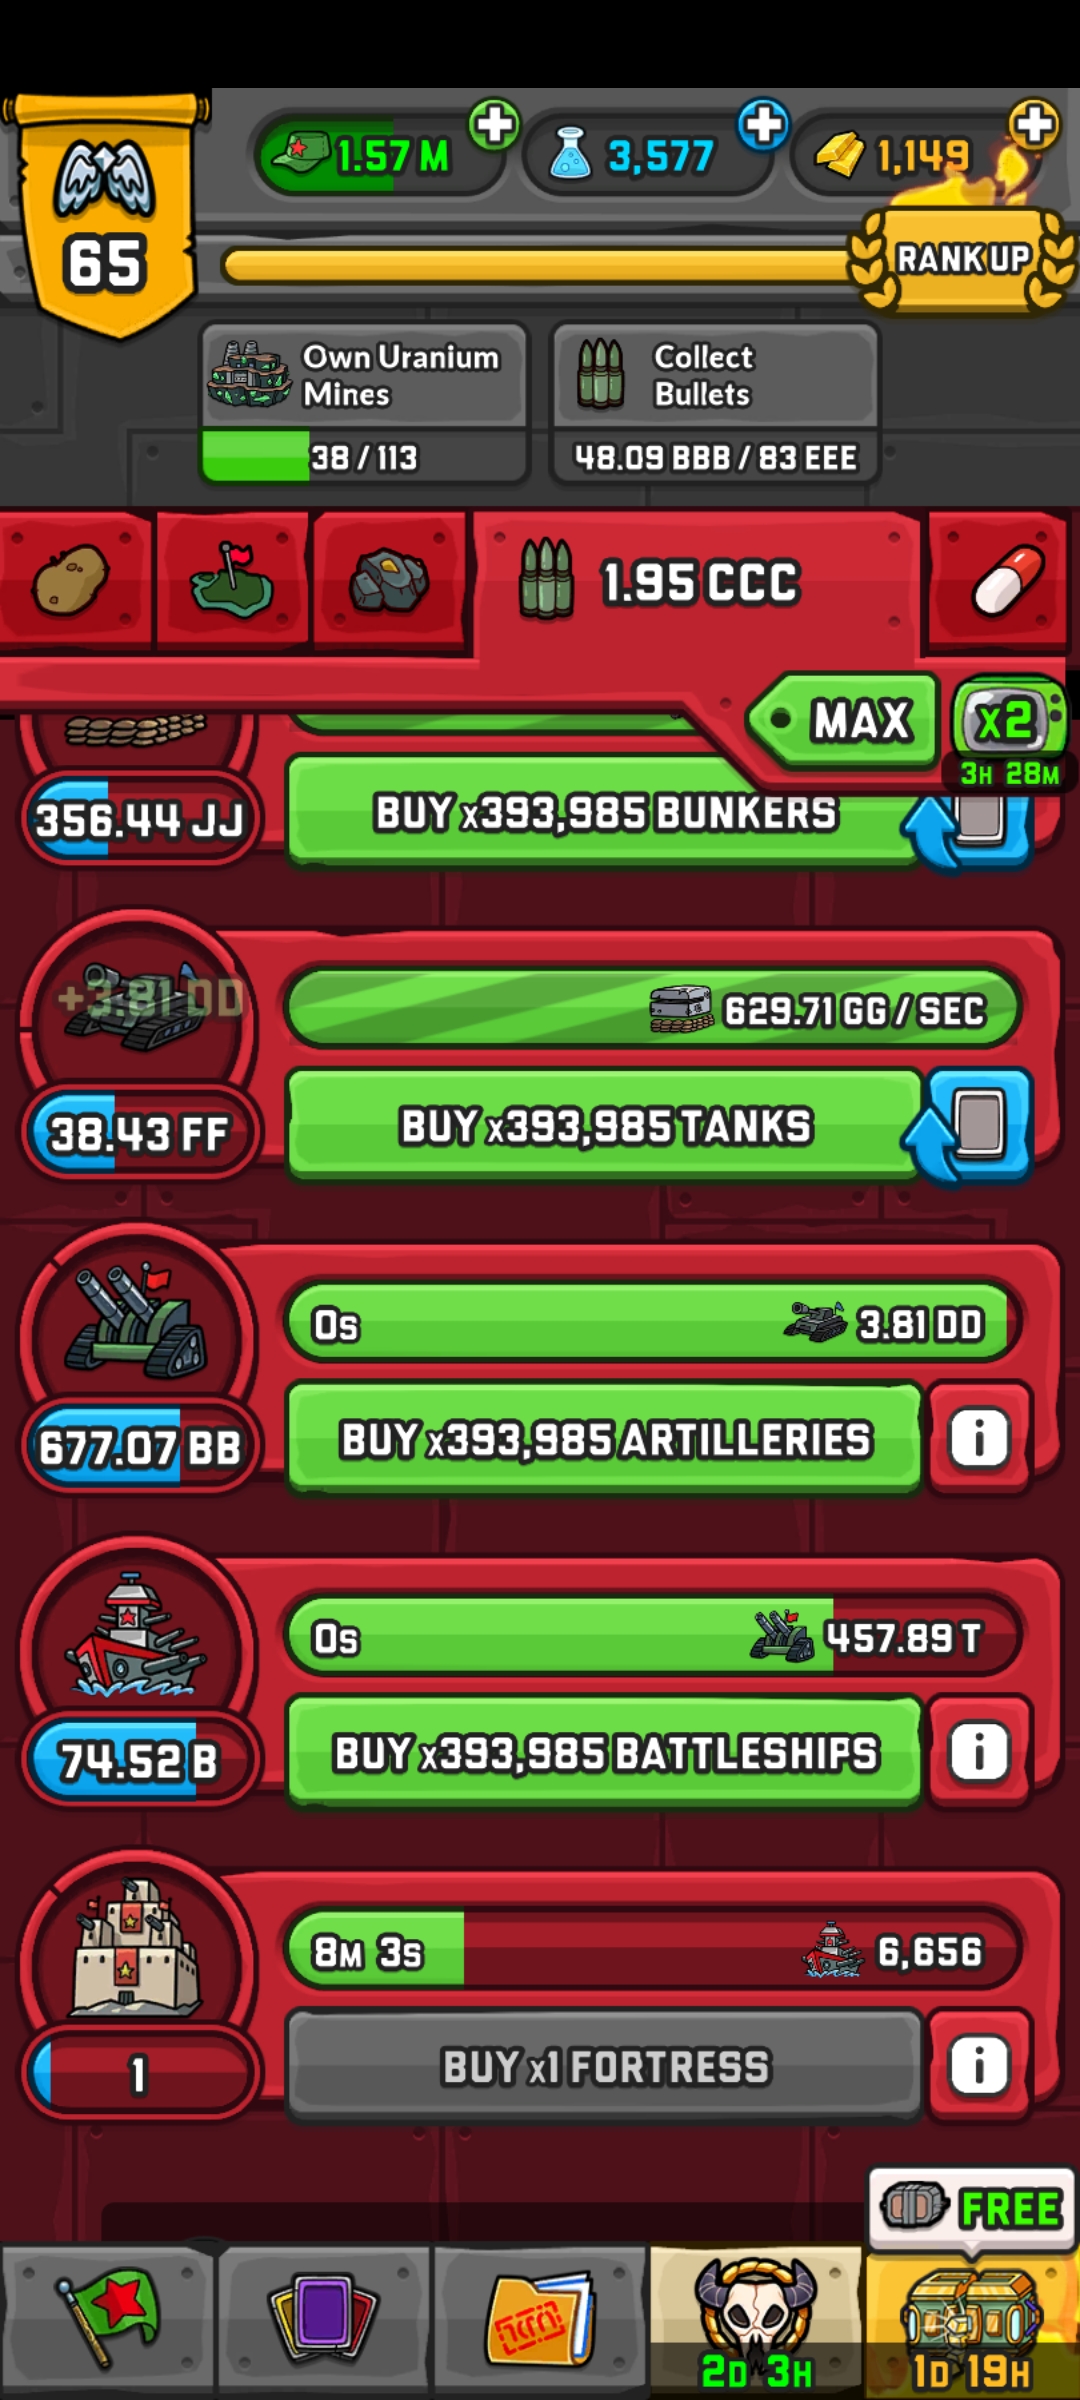 1.57 M
3,577
1,149
65
RANK UP
Own Uranium
Mines
38 / 113
Collect
Bullets
48.09 BBB / 83 EEE
1.95 CCC
MAX
x2
3H 28M
356.44 JJ
BUY x393,985 BUNKERS
+3.81 DD
629.71 GG / SEC
38.43 FF
BUY x393,985 TANKS
0s
3.81 DD
677.07 BB
BUY x393,985 ARTILLERIES
i
0s
457.89 T
74.52 B
BUY x393,985 BATTLESHIPS
i
8M 3S
6,656
1
BUY x1 FORTRESS
i
FREE
2D 3H
1D 19H